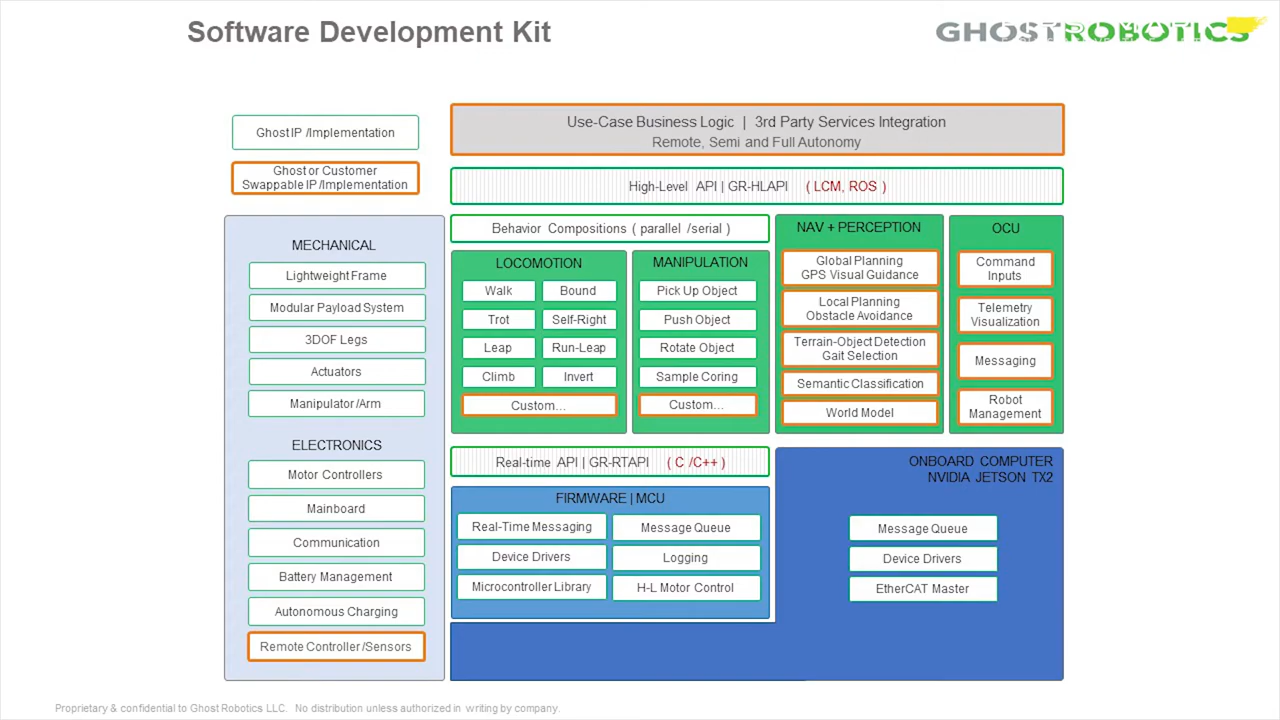 Software Development Kit
GHOSTROBOTICS
Ghost IP /Implementation
Ghost or Customer
Swappable IP /Implementation
Use-Case Business Logic | 3rd Party Services Integration
Remote, Semi and Full Autonomy
High-Level API | GR-HLAPI ( LCM, ROS )
MECHANICAL
Lightweight Frame
Modular Payload System
3DOF Legs
Actuators
Manipulator /Arm
ELECTRONICS
Motor Controllers
Mainboard
Communication
Battery Management
Autonomous Charging
Remote Controller /Sensors
Behavior Compositions ( parallel /serial )
LOCOMOTION
Walk
Bound
Trot
Self-Right
Leap
Run-Leap
Climb
Invert
Custom...
MANIPULATION
Pick Up Object
Push Object
Rotate Object
Sample Coring
Custom...
NAV + PERCEPTION
Global Planning
GPS Visual Guidance
Local Planning
Obstacle Avoidance
Terrain-Object Detection
Gait Selection
Semantic Classification
World Model
OCU
Command
Inputs
Telemetry
Visualization
Messaging
Robot
Management
Real-time API | GR-RTAPI ( C /C++ )
FIRMWARE | MCU
Real-Time Messaging
Message Queue
Device Drivers
Logging
Microcontroller Library
H-L Motor Control
ONBOARD COMPUTER
NVIDIA JETSON TX2
Message Queue
Device Drivers
EtherCAT Master
Proprietary & confidential to Ghost Robotics LLC. No distribution unless authorized in writing by company.